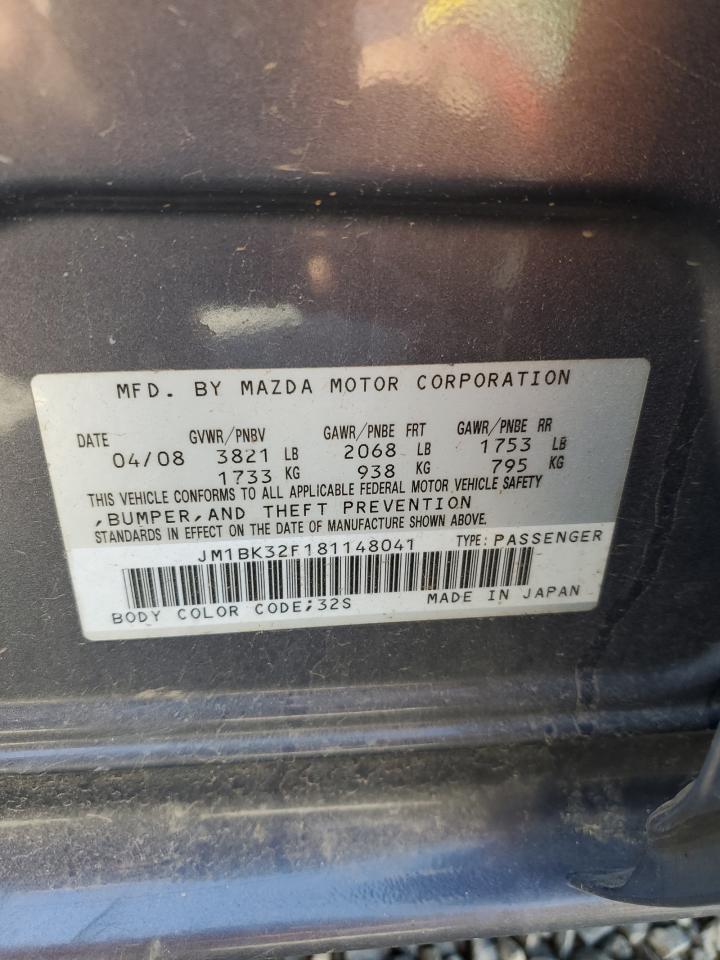 MFD. BY MAZDA MOTOR CORPORATION
DATE GVWR/PNBV GAWR/PNBE FRT GAWR/PNBE RR
04/08 3821 LB 2068 LB 1753 LB
1733 KG 938 KG 795 KG
THIS VEHICLE CONFORMS TO ALL APPLICABLE FEDERAL MOTOR VEHICLE SAFETY
,BUMPER,AND THEFT PREVENTION
STANDARDS IN EFFECT ON THE DATE OF MANUFACTURE SHOWN ABOVE.
JM1BK32F181148041 TYPE: PASSENGER
BODY COLOR CODE;32S MADE IN JAPAN